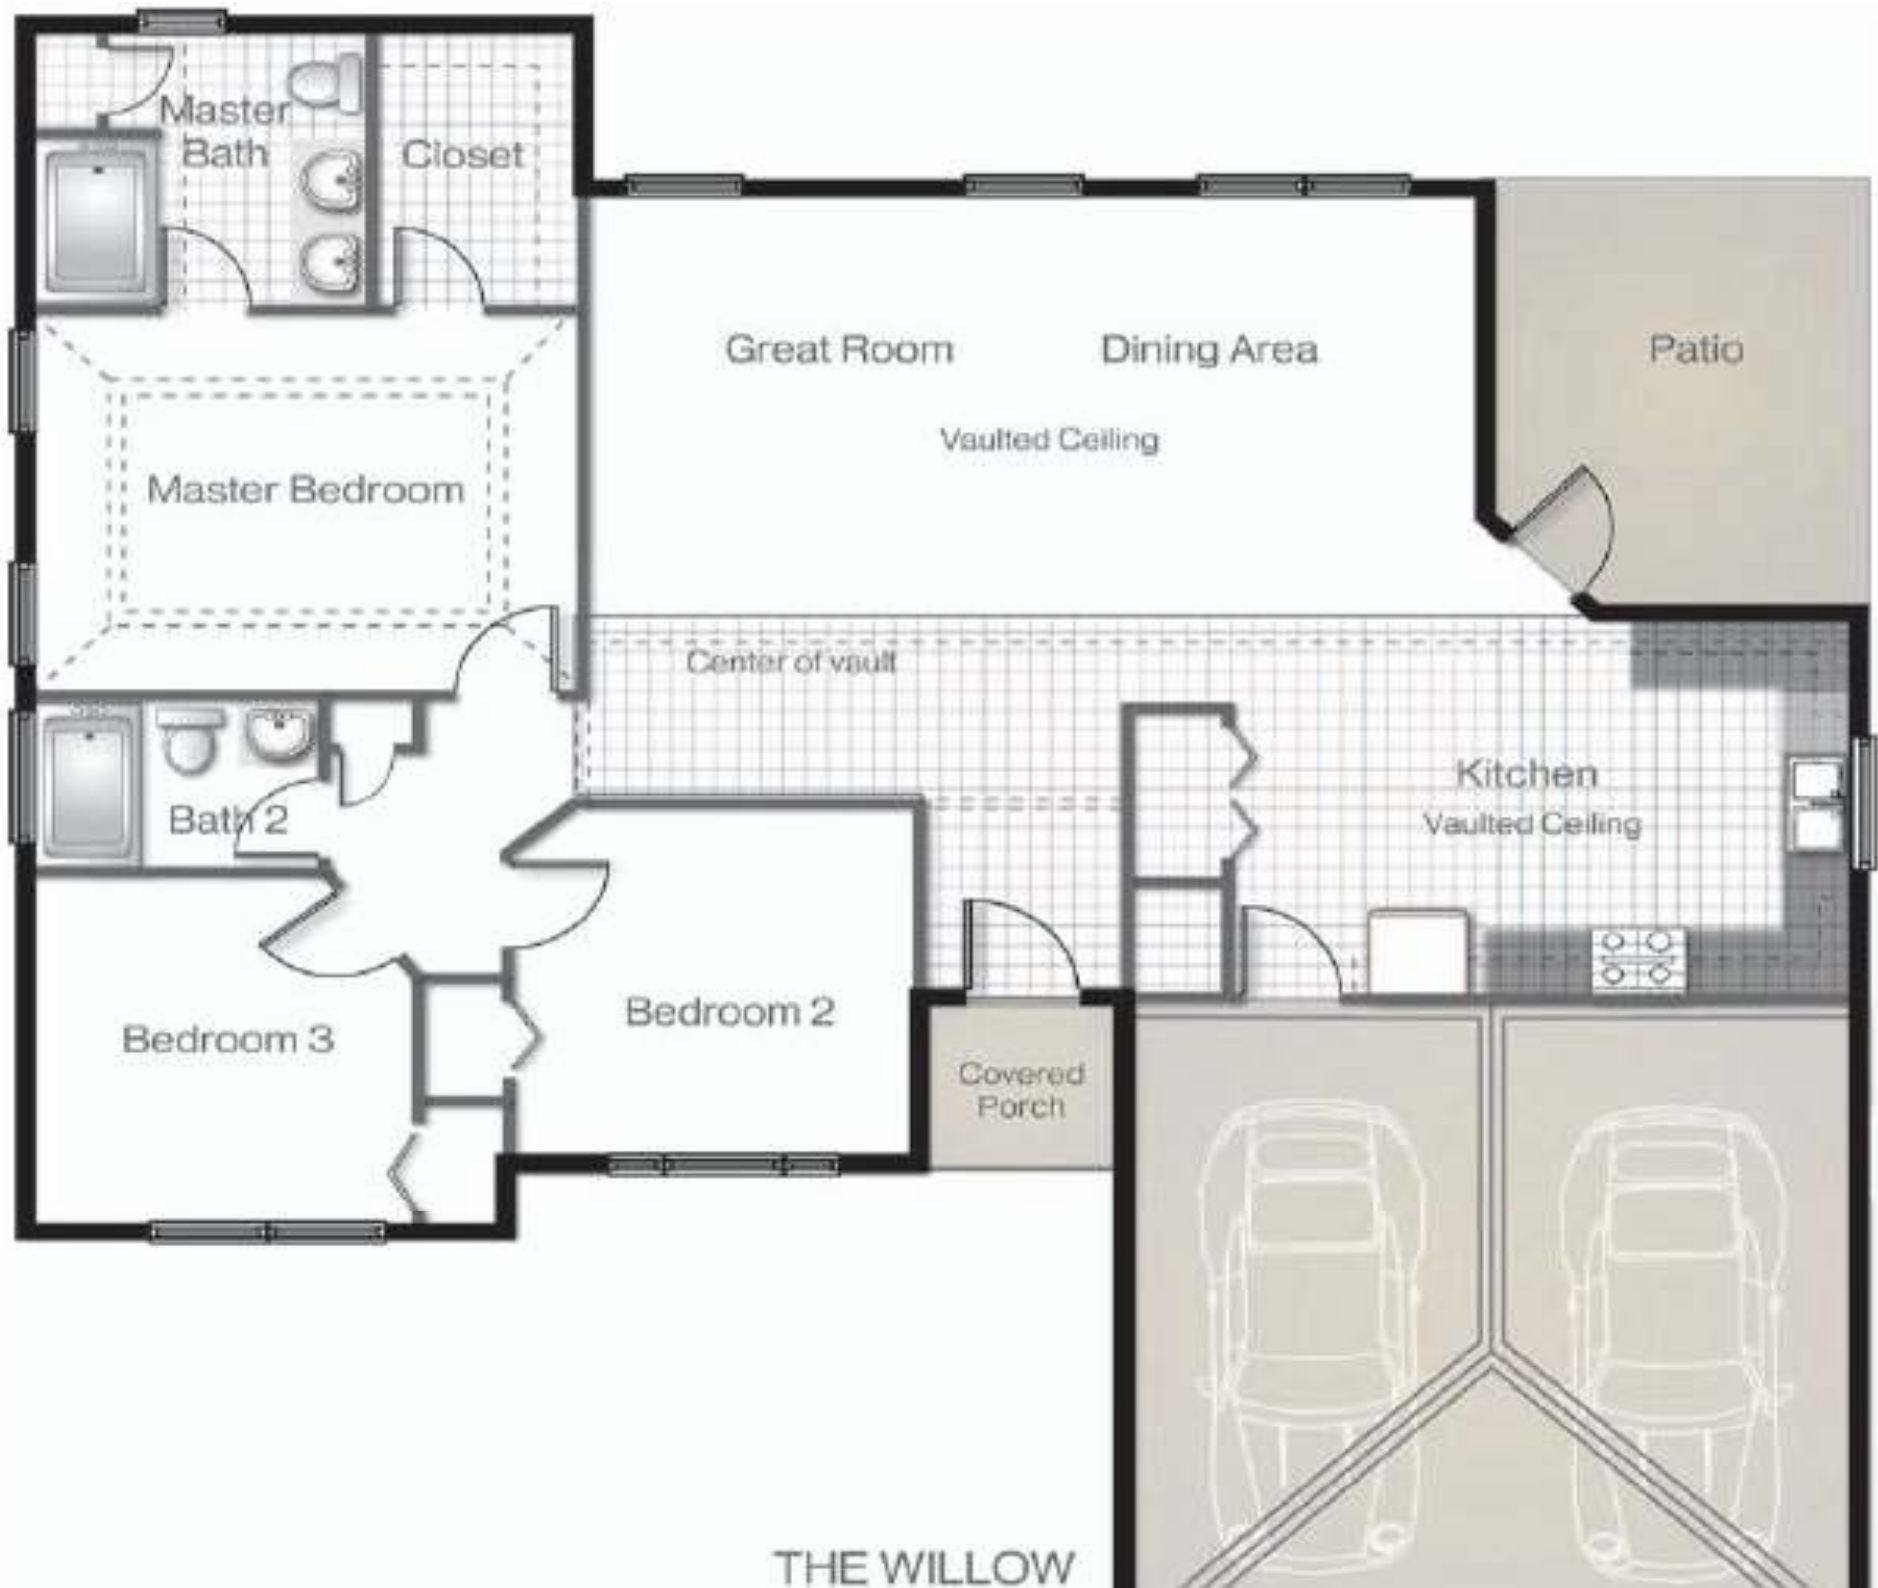 Master
Bath
Closet
Great Room
Dining Area
Patio
Vaulted Ceiling
Master Bedroom
Center of vault
Kitchen
Vaulted Ceiling
Bath 2
Bedroom 2
Bedroom 3
Covered
Porch
THE WILLOW